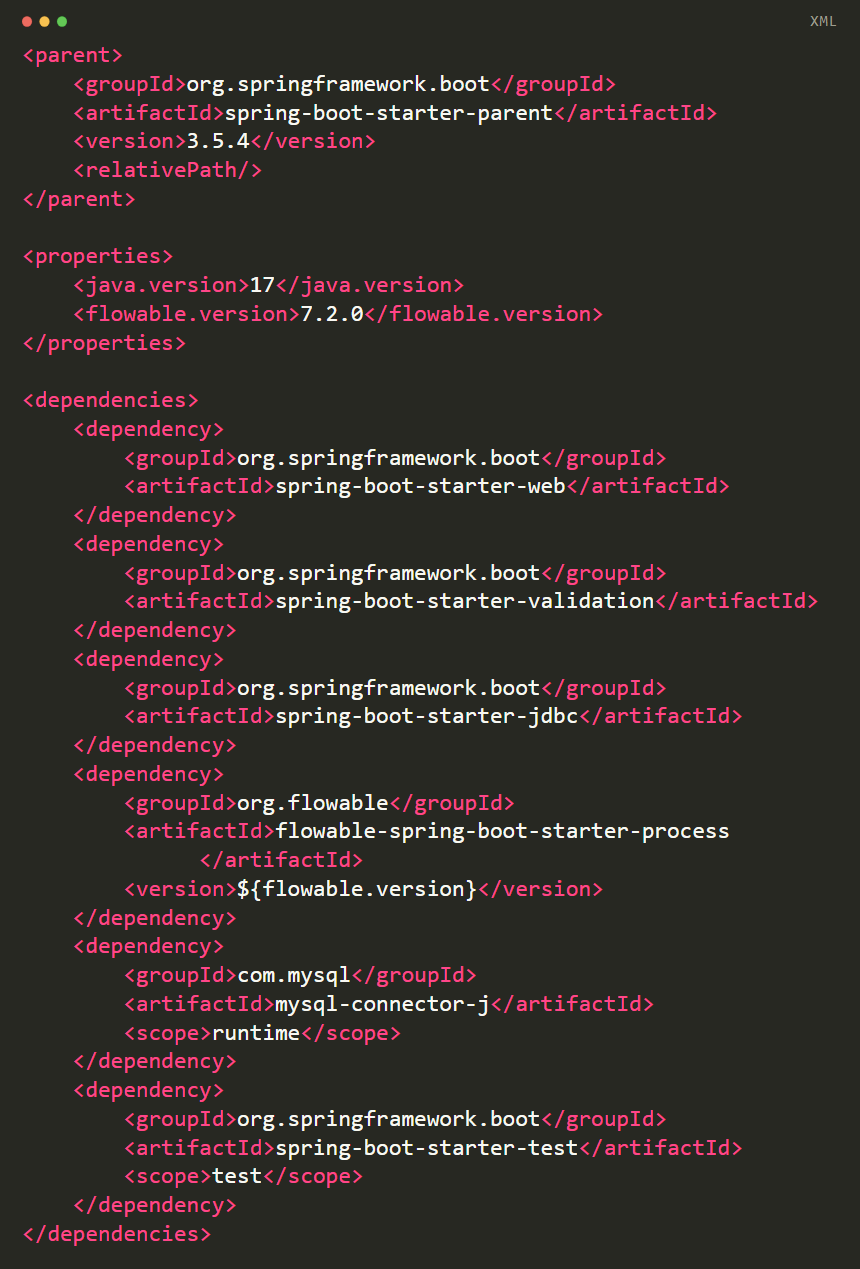 XML
<parent>
    <groupId>org.springframework.boot</groupId>
    <artifactId>spring-boot-starter-parent</artifactId>
    <version>3.5.4</version>
    <relativePath/>
</parent>

<properties>
    <java.version>17</java.version>
    <flowable.version>7.2.0</flowable.version>
</properties>

<dependencies>
    <dependency>
        <groupId>org.springframework.boot</groupId>
        <artifactId>spring-boot-starter-web</artifactId>
    </dependency>
    <dependency>
        <groupId>org.springframework.boot</groupId>
        <artifactId>spring-boot-starter-validation</artifactId>
    </dependency>
    <dependency>
        <groupId>org.springframework.boot</groupId>
        <artifactId>spring-boot-starter-jdbc</artifactId>
    </dependency>
    <dependency>
        <groupId>org.flowable</groupId>
        <artifactId>flowable-spring-boot-starter-process
              </artifactId>
        <version>${flowable.version}</version>
    </dependency>
    <dependency>
        <groupId>com.mysql</groupId>
        <artifactId>mysql-connector-j</artifactId>
        <scope>runtime</scope>
    </dependency>
    <dependency>
        <groupId>org.springframework.boot</groupId>
        <artifactId>spring-boot-starter-test</artifactId>
        <scope>test</scope>
    </dependency>
</dependencies>